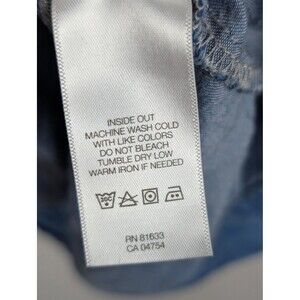 INSIDE OUT
MACHINE WASH COLD
WITH LIKE COLORS
DO NOT BLEACH
TUMBLE DRY LOW
WARM IRON IF NEEDED
30C
RN 81633
CA 04754